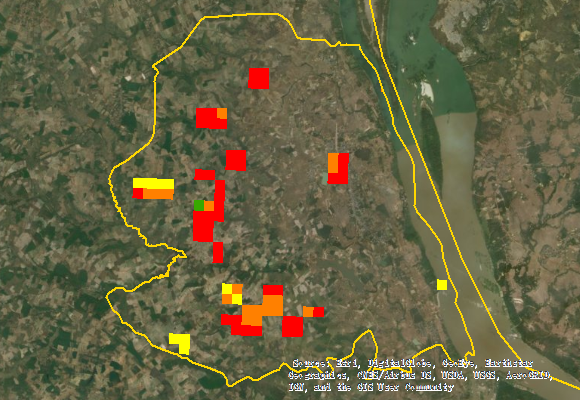 Source: Esri, DigitalGlobe, GeoEye, Earthstar
Geographics, CNES/Airbus DS, USDA, USGS, AeroGRID
IGN, and the GIS User Community